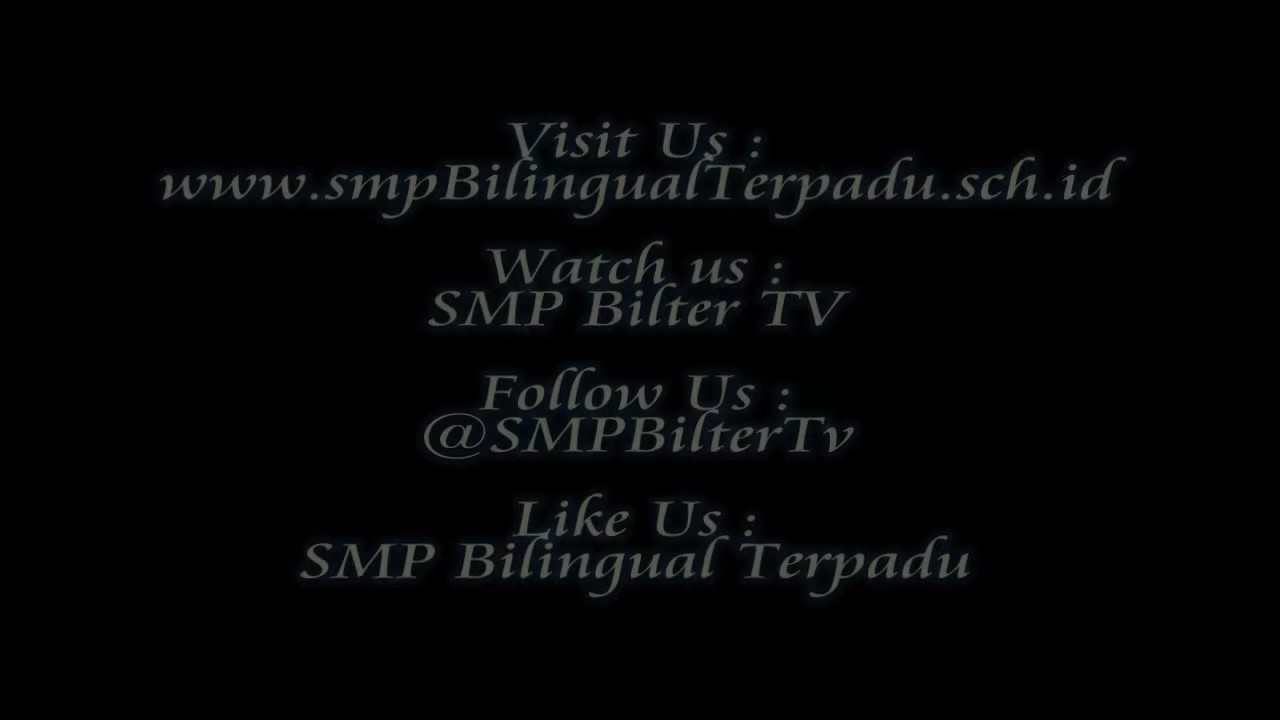 Visit Us :
www.smpBilingualTerpadu.sch.id
Watch us :
SMP Bilter TV
Follow Us :
@SMPBilterTv
Like Us :
SMP Bilingual Terpadu